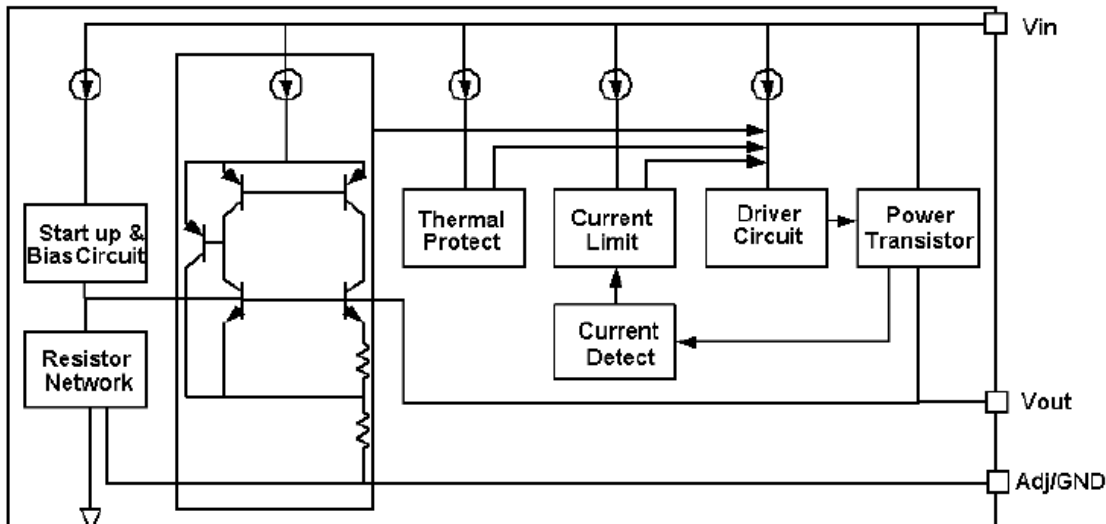 Vin
Start up &
Bias Circuit
Thermal
Protect
Current
Limit
Driver
Circuit
Power
Transistor
Resistor
Network
Current
Detect
Vout
Adj/GND